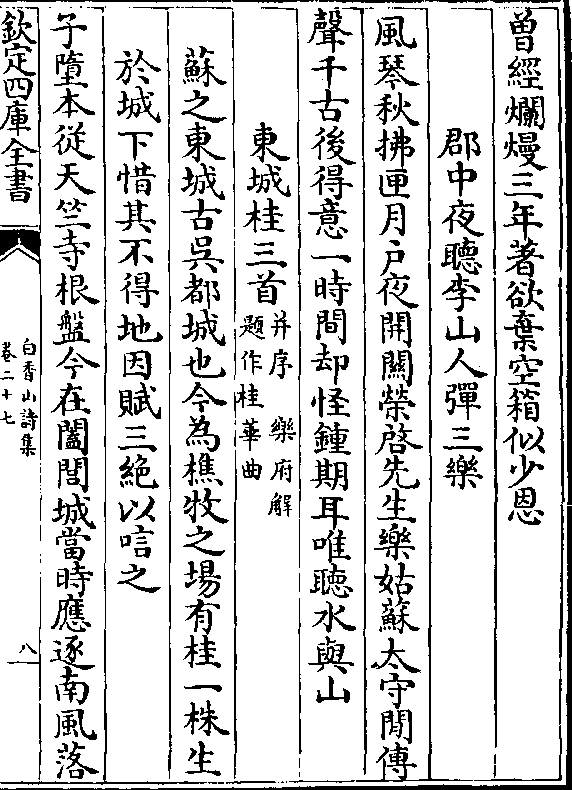 曾經爛熳三年著欲棄空箱似少恩
郡中夜聽李山人彈三樂
風琴秋拂匣月户夜開關榮啓先生樂姑蘇太守閒傳
聲千古後得意一時間却怪鍾期耳唯聽水與山
東城桂三首并序 樂府解
題作桂華曲
蘇之東城古吳都城也今為樵牧之場有桂一株生
於城下惜其不得地因賦三絶以唁之
子墮本從天竺寺根盤今在闔閭城當時應逐南風落
欽定四庫全書
白香山詩集
卷二十七
八